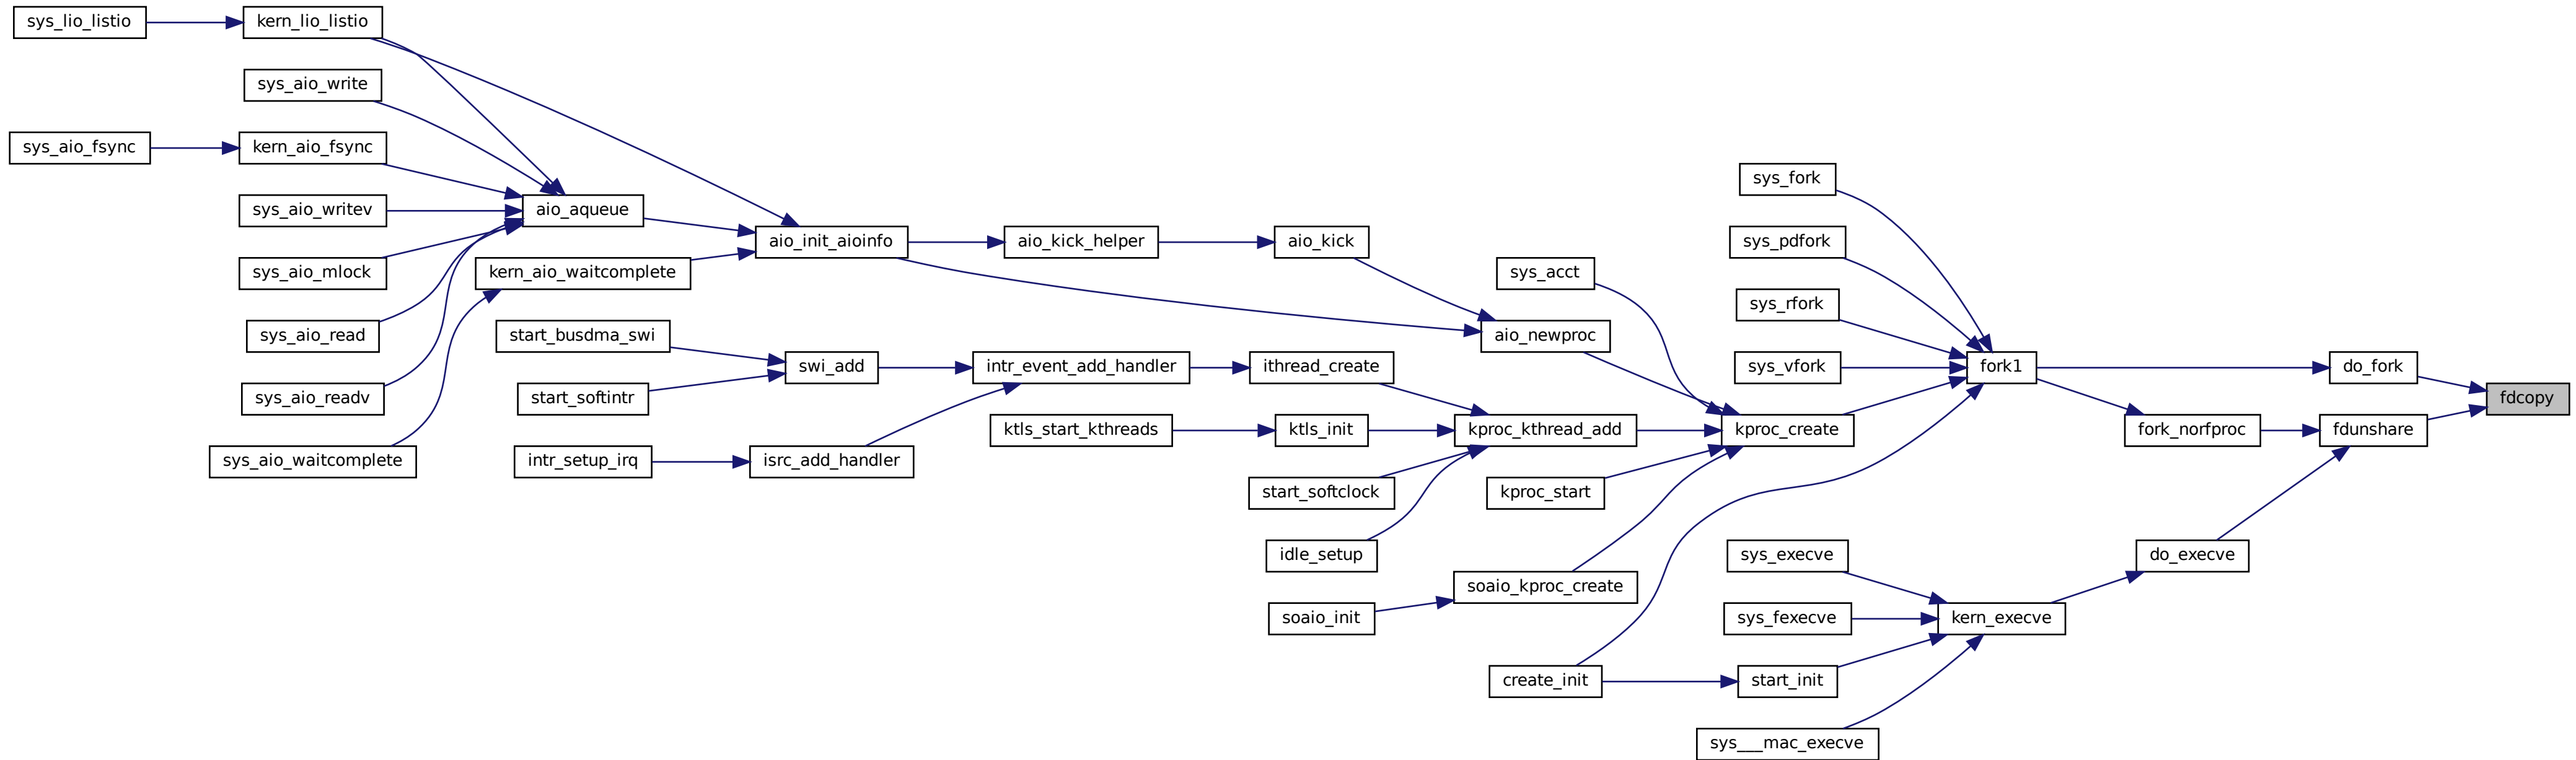 sys_lio_listio
kern_lio_listio
sys_aio_write
sys_aio_fsync
kern_aio_fsync
sys_aio_writev
aio_aqueue
sys_aio_mlock
kern_aio_waitcomplete
sys_aio_read
sys_aio_readv
sys_aio_waitcomplete
aio_init_aioinfo
aio_kick_helper
aio_kick
start_busdma_swi
start_softintr
swi_add
intr_event_add_handler
ithread_create
intr_setup_irq
isrc_add_handler
ktls_start_kthreads
ktls_init
kproc_kthread_add
start_softclock
idle_setup
sys_acct
aio_newproc
kproc_start
soaio_kproc_create
soaio_init
create_init
sys_fork
sys_pdfork
sys_rfork
sys_vfork
kproc_create
fork1
do_fork
fdcopy
fork_norfproc
fdunshare
do_execve
sys_execve
sys_fexecve
kern_execve
start_init
sys___mac_execve